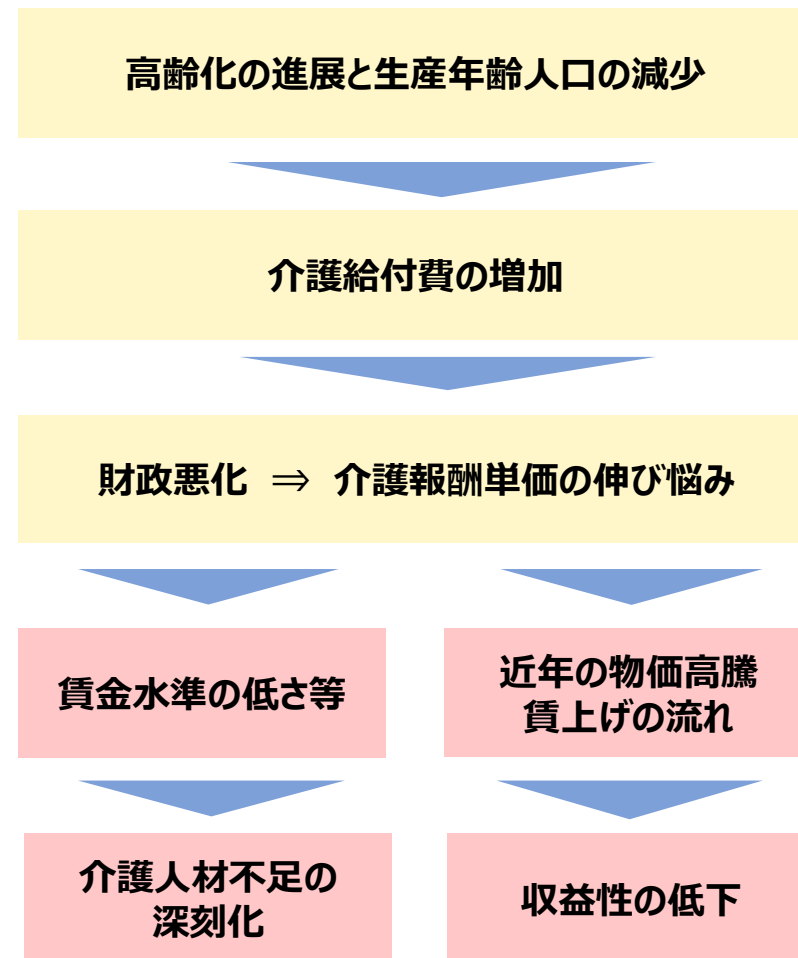 高齢化の進展と生産年齢人口の減少
介護給付費の増加
財政悪化 ⇒ 介護報酬単価の伸び悩み
賃金水準の低さ等
近年の物価高騰
賃上げの流れ
介護人材不足の
深刻化
収益性の低下